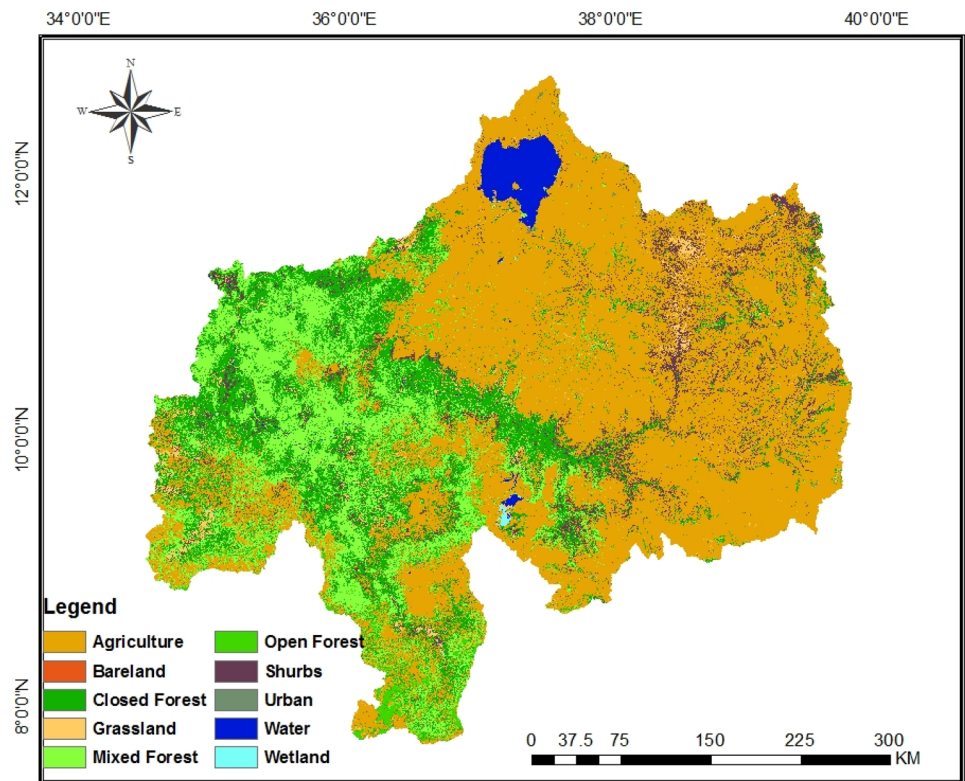 34°0'0"E 36°0'0"E 38°0'0"E 40°0'0"E
N
W E
S
12°0'0"N
10°0'0"N
8°0'0"N
Legend
Agriculture Open Forest
Bareland Shurbs
Closed Forest Urban
Grassland Water
Mixed Forest Wetland
0 37.5 75 150 225 300
KM